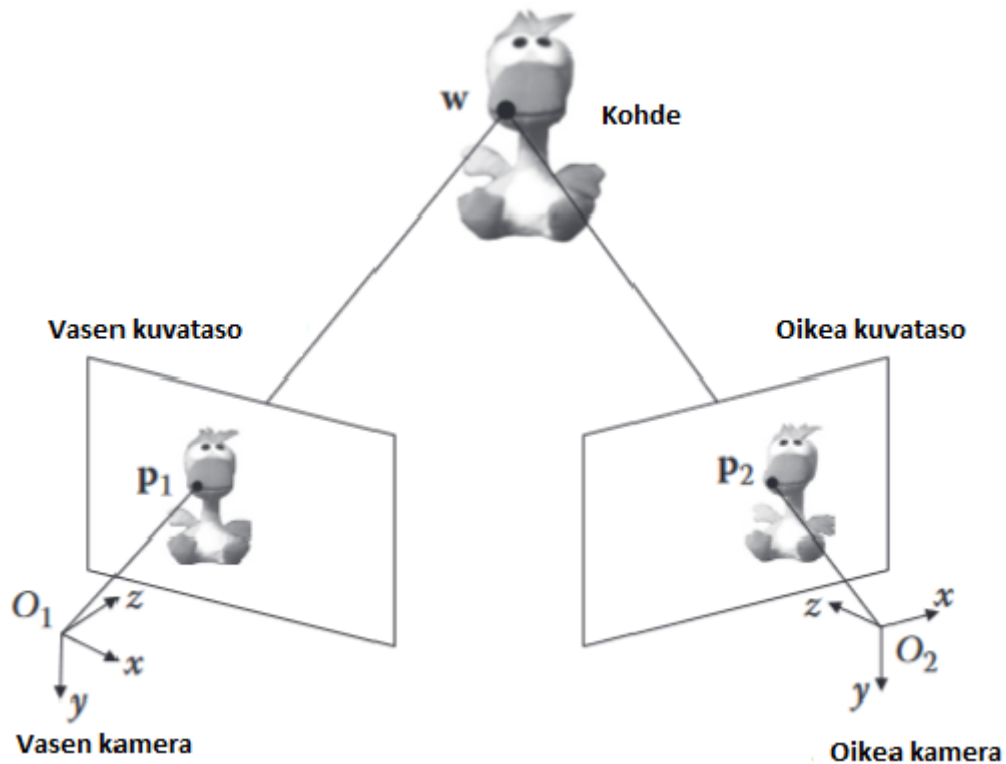 w
Kohde
Vasen kuvataso
Oikea kuvataso
p₁
p₂
O₁
z
x
y
z
x
O₂
y
Vasen kamera
Oikea kamera